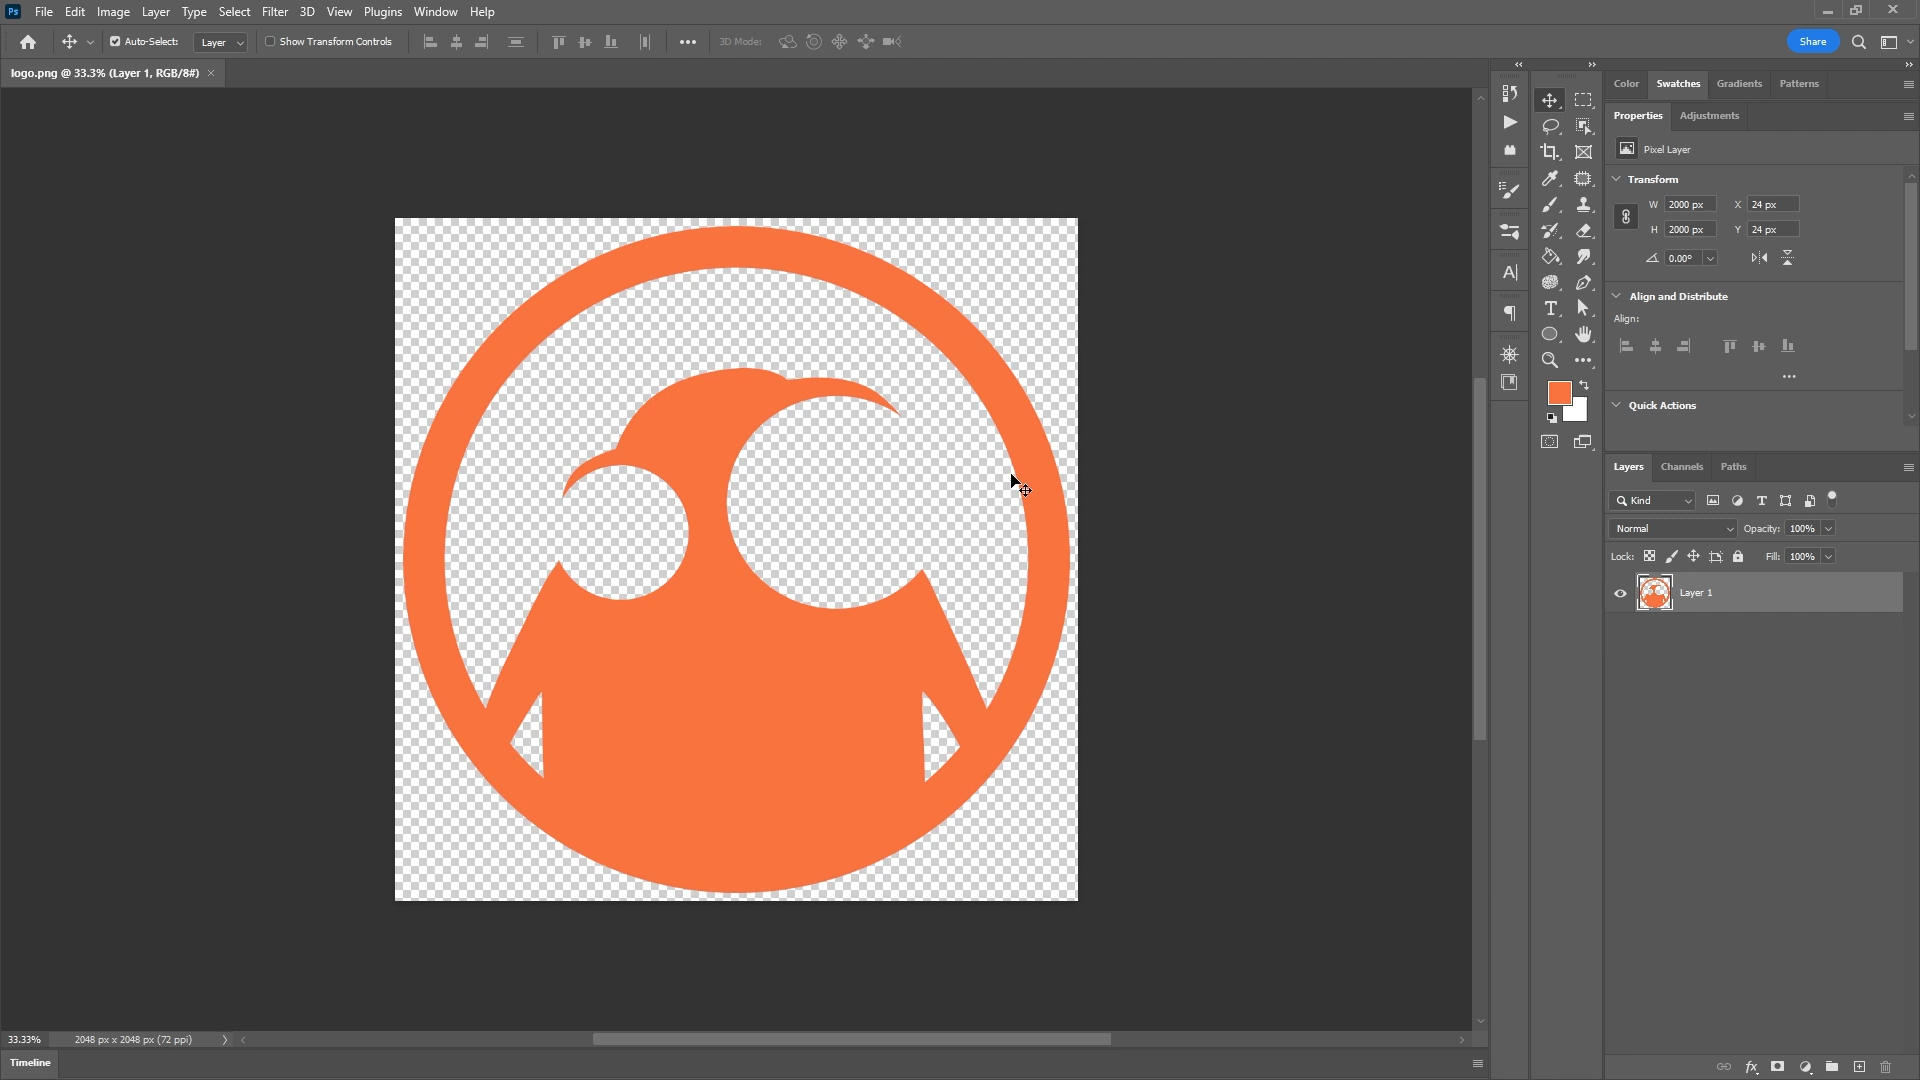 Ps File Edit Image Layer Type Select Filter 3D View Plugins Window Help
Auto-Select: Layer Show Transform Controls 3D Mode: Share
logo.png @ 33.3% (Layer 1, RGB/8#)
Color Swatches Gradients Patterns
Properties Adjustments
Pixel Layer
Transform
W 2000 px X 24 px
H 2000 px Y 24 px
0.00°
Align and Distribute
Align:
Quick Actions
Layers Channels Paths
Kind
Normal Opacity: 100%
Lock: Fill: 100%
Layer 1
33.33% 2048 px x 2048 px (72 ppi)
Timeline